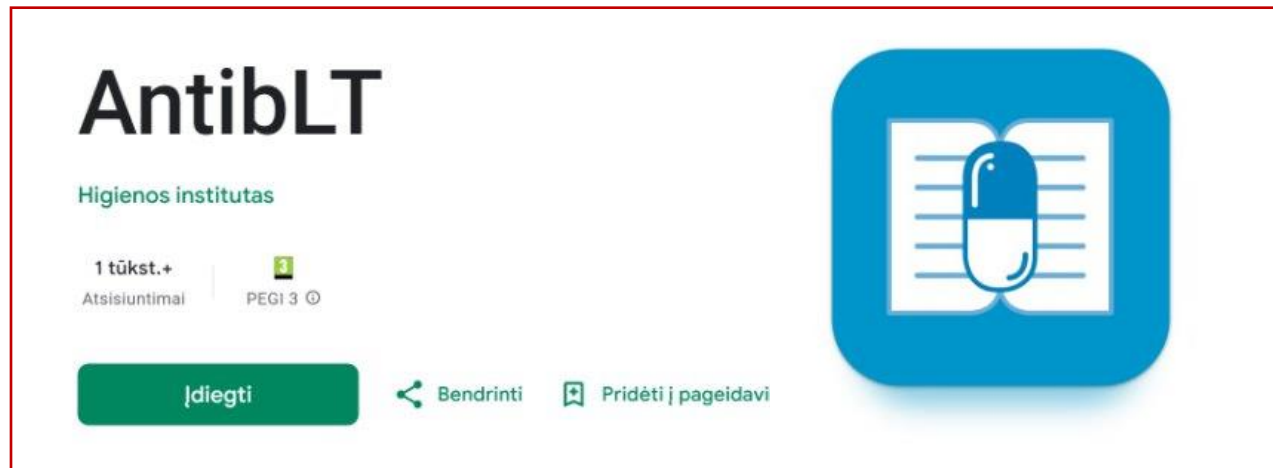 AntibLT
Higienos institutas
1 tūkst.+
Atsisiuntimai
3
PEGI 3
Įdiegti
Bendrinti
Pridėti į pageidavi